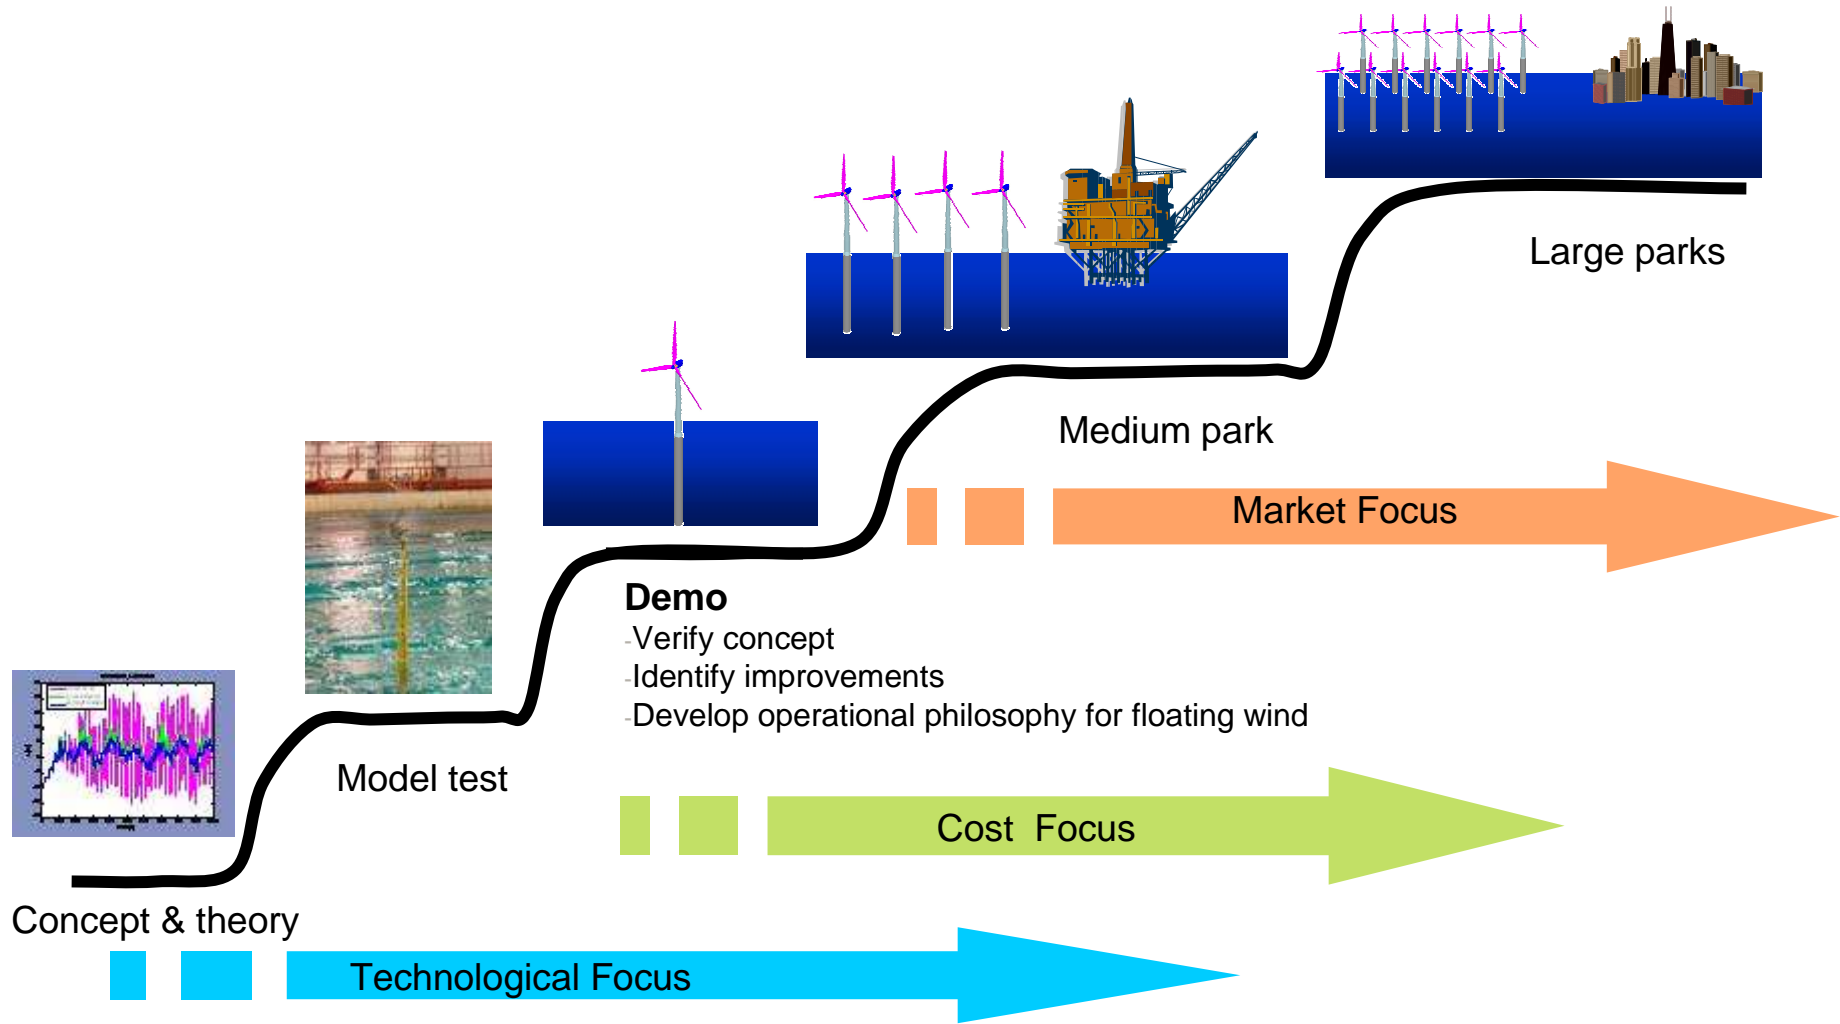 Large parks
Medium park
Market Focus
Demo
-Verify concept
-Identify improvements
-Develop operational philosophy for floating wind
Model test
Cost Focus
Concept & theory
Technological Focus